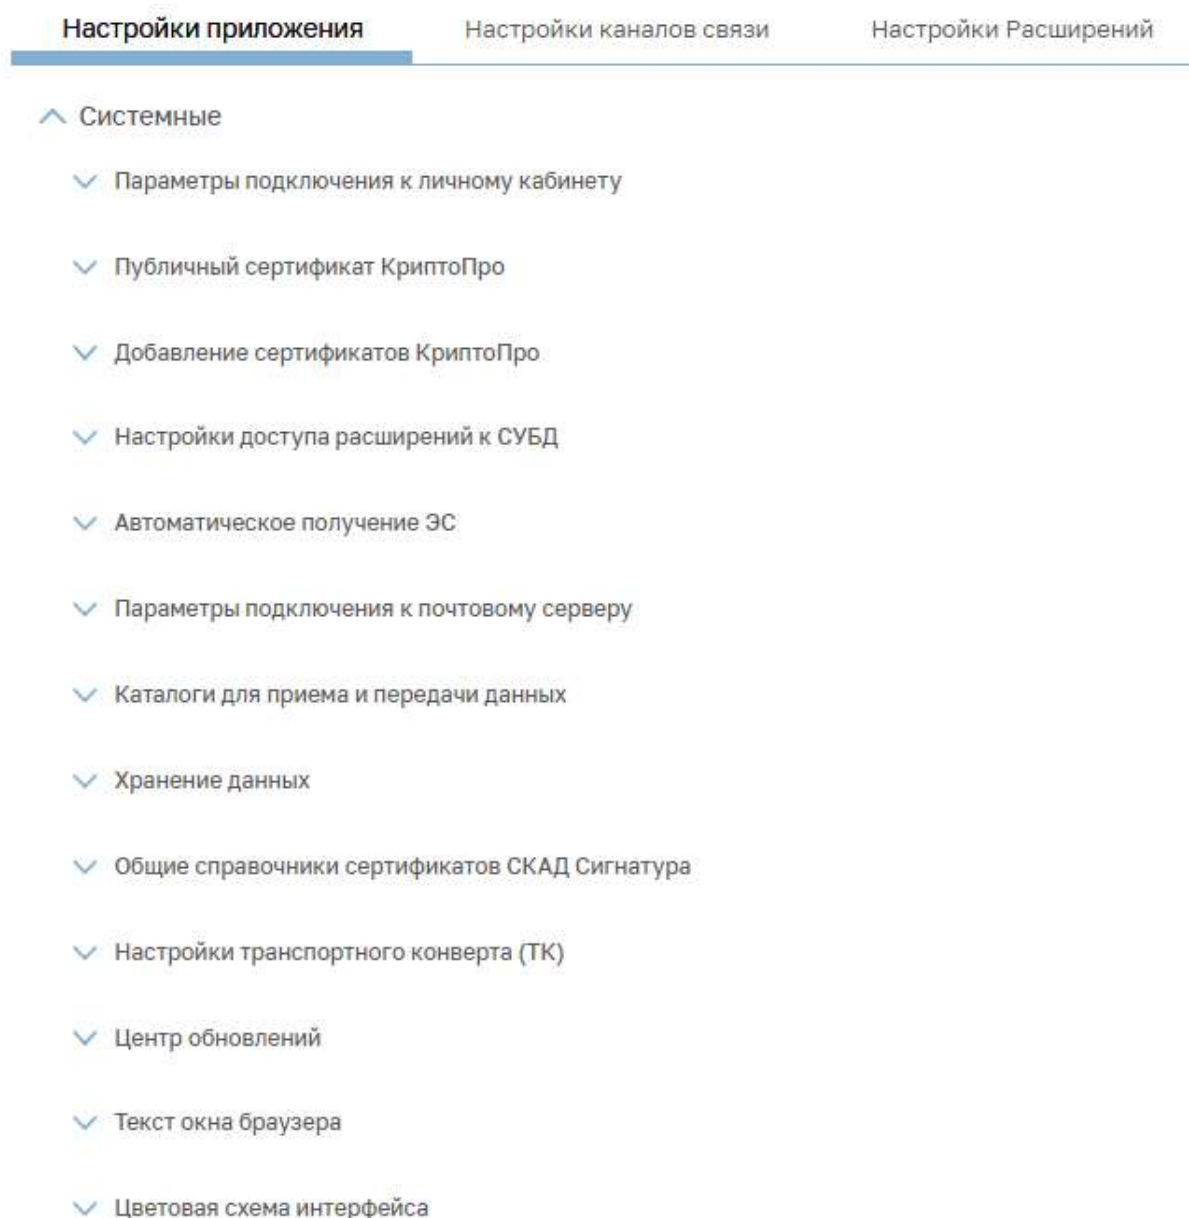 Настройки приложения Настройки каналов связи Настройки Расширений
Системные
Параметры подключения к личному кабинету
Публичный сертификат КриптоПро
Добавление сертификатов КриптоПро
Настройки доступа расширений к СУБД
Автоматическое получение ЭС
Параметры подключения к почтовому серверу
Каталоги для приема и передачи данных
Хранение данных
Общие справочники сертификатов СКАД Сигнатура
Настройки транспортного конверта (ТК)
Центр обновлений
Текст окна браузера
Цветовая схема интерфейса